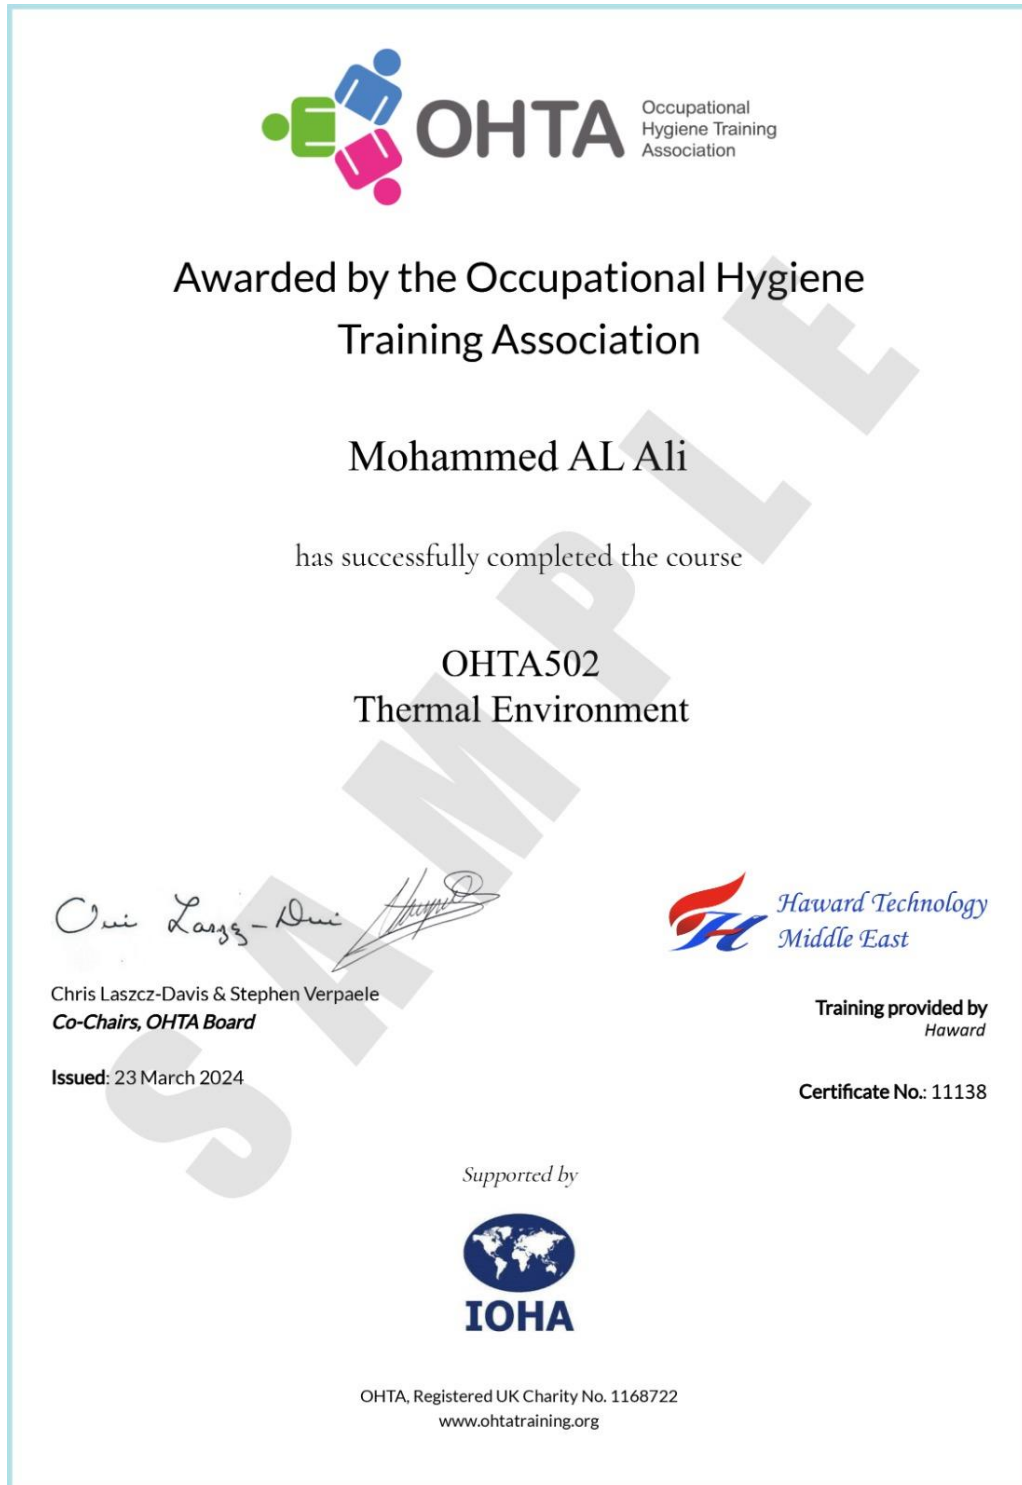 OHTA
Occupational
Hygiene Training
Association
Awarded by the Occupational Hygiene
Training Association
Mohammed AL Ali
has successfully completed the course
OHTA502
Thermal Environment
SAMPLE
Haward Technology
Middle East
Chris Laszcz-Davis & Stephen Verpaele
Co-Chairs, OHTA Board
Training provided by
Haward
Issued: 23 March 2024
Certificate No.: 11138
Supported by
IOHA
OHTA, Registered UK Charity No. 1168722
www.ohtatraining.org